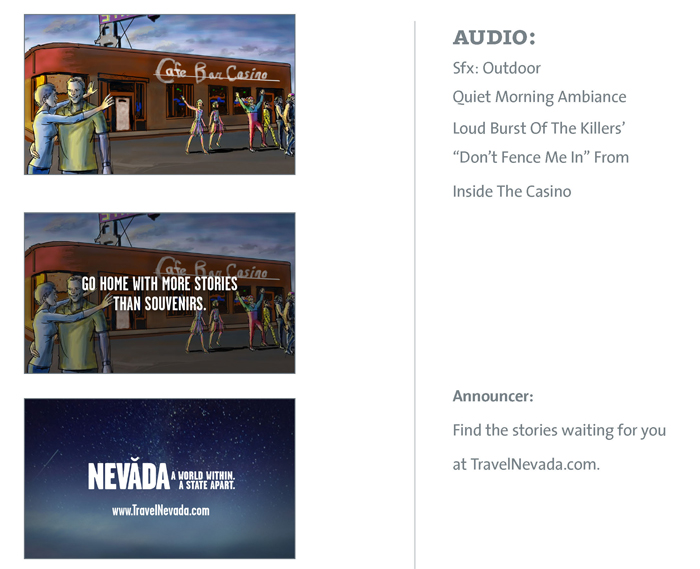 Cafe Bar Casino
AUDIO:
Sfx: Outdoor
Quiet Morning Ambiance
Loud Burst Of The Killers’
“Don’t Fence Me In” From
Inside The Casino
Cafe Bar Casino
GO HOME WITH MORE STORIES
THAN SOUVENIRS.
Announcer:
Find the stories waiting for you
at TravelNevada.com.
NEVĂDA A WORLD WITHIN.
A STATE APART.
www.TravelNevada.com